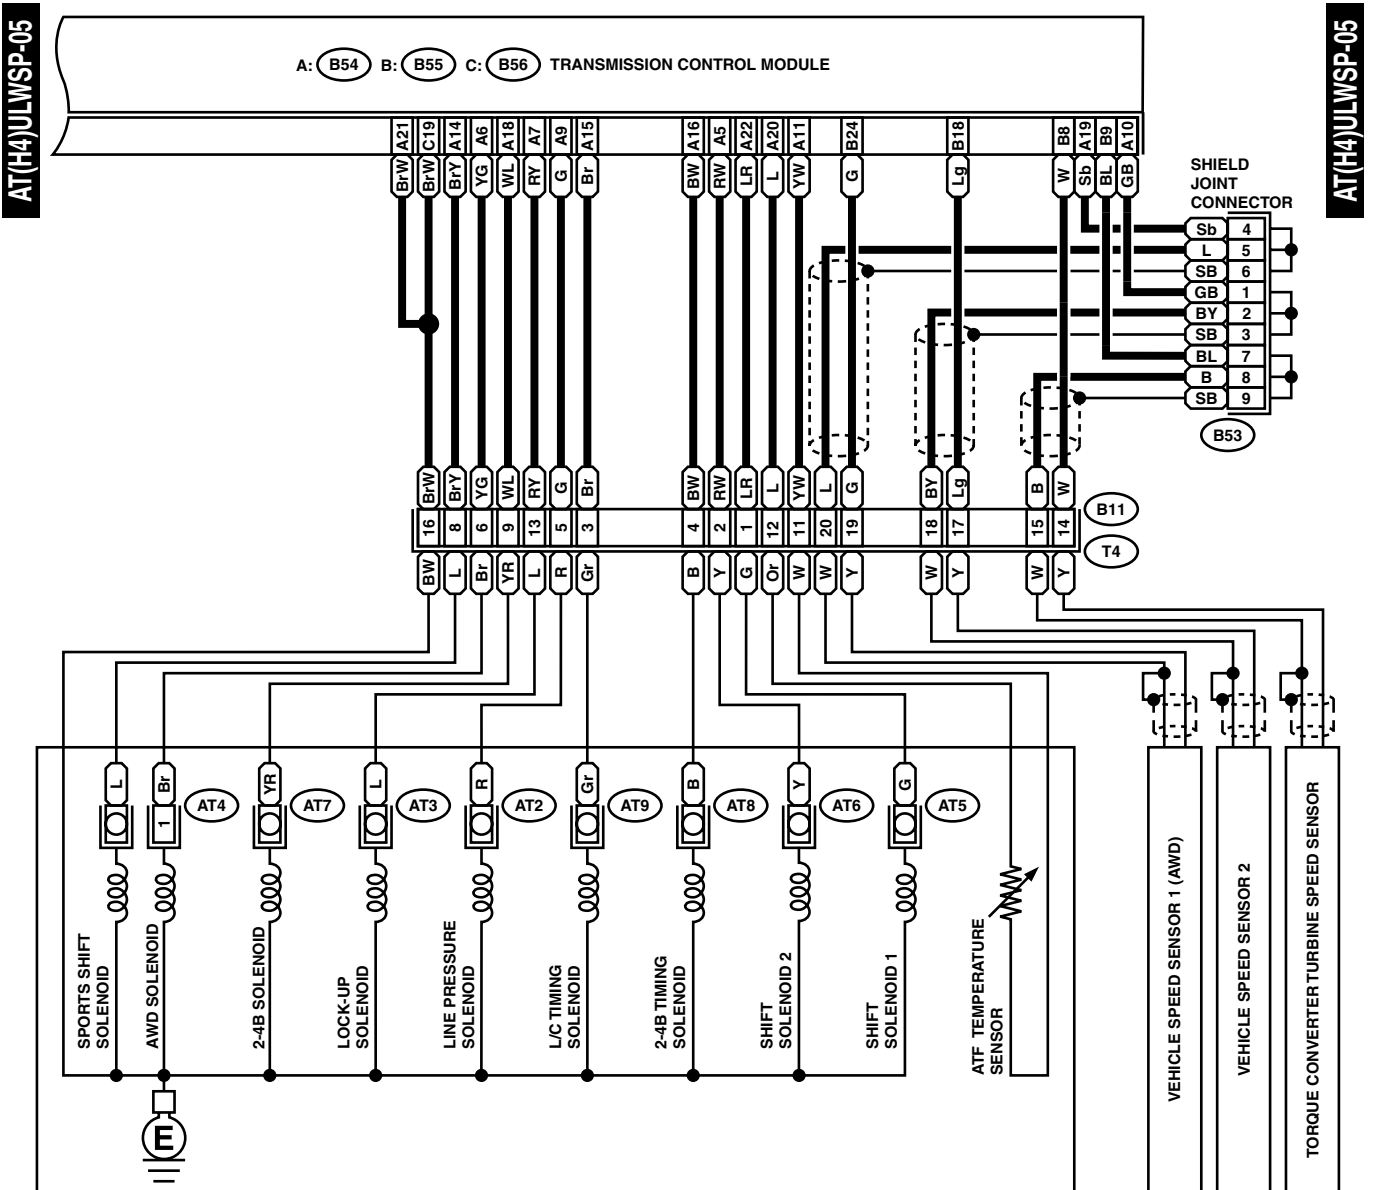 AT(H4)ULWSP-05
AT(H4)ULWSP-05
A: B54 B: B55 C: B56 TRANSMISSION CONTROL MODULE
A21 C19 A14 A6 A18 A7 A9 A15 A16 A5 A22 A20 A11 B24 B18 B8 A19 B9 A10
BrW BrW BrY YG WL RY G Br BW RW LR L YW G Lg W Sb BL GB
SHIELD
JOINT
CONNECTOR
Sb 4
L 5
SB 6
GB 1
BY 2
SB 3
BL 7
B 8
SB 9
B53
BrW BrY YG WL RY G Br BW RW LR L YW L G BY Lg B W
B11
16 8 6 9 13 5 3 4 2 1 12 11 20 19 18 17 15 14
T4
BW L Br YR L R Gr B Y G Or W W Y W Y W Y
L Br YR L R Gr B Y G
1 AT4 AT7 AT3 AT2 AT9 AT8 AT6 AT5
SPORTS SHIFT
SOLENOID
AWD SOLENOID
2-4B SOLENOID
LOCK-UP
SOLENOID
LINE PRESSURE
SOLENOID
L/C TIMING
SOLENOID
2-4B TIMING
SOLENOID
SHIFT
SOLENOID 2
SHIFT
SOLENOID 1
ATF TEMPERATURE
SENSOR
VEHICLE SPEED SENSOR 1 (AWD)
VEHICLE SPEED SENSOR 2
TORQUE CONVERTER TURBINE SPEED SENSOR
E